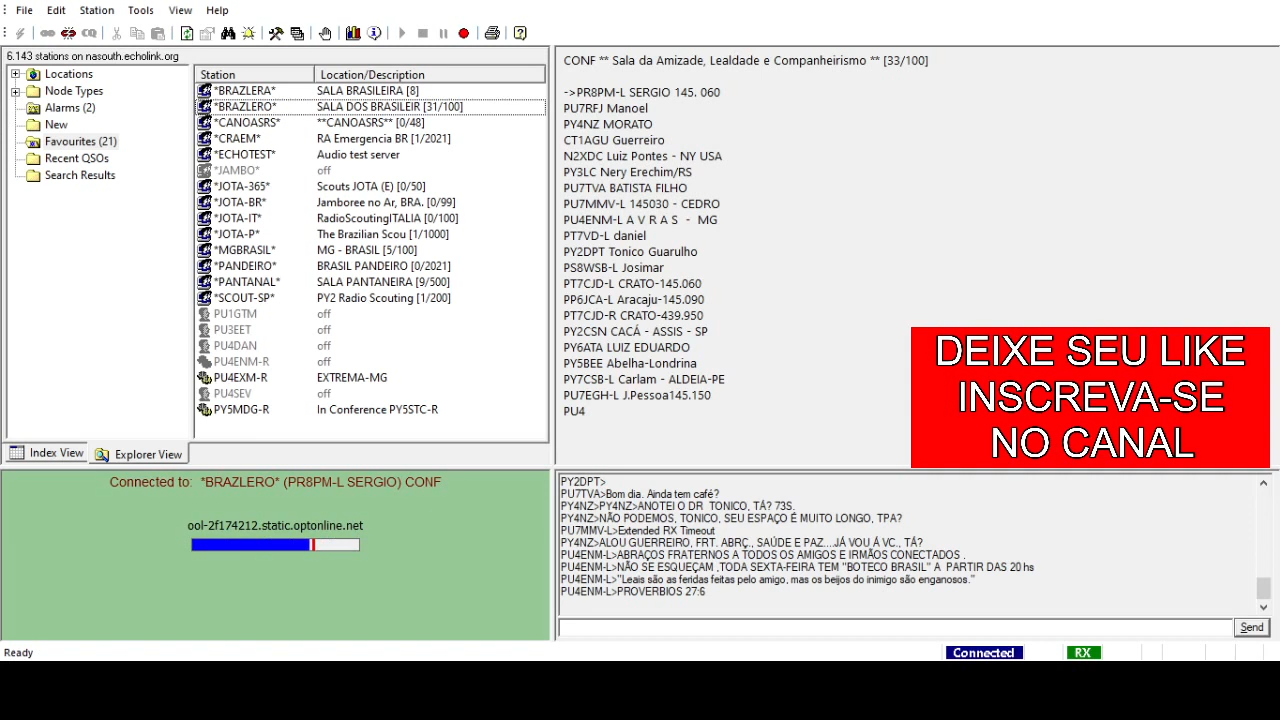 File Edit Station Tools View Help
6.143 stations on nasouth.echolink.org
Locations
Node Types
Alarms (2)
New
Favourites (21)
Recent QSOs
Search Results
Station Location/Description
*BRAZLERA* SALA BRASILEIRA [8]
*BRAZLERO* SALA DOS BRASILEIR [31/100]
*CANOASRS* **CANOASRS** [0/48]
*CRAEM* RA Emergencia BR [1/2021]
*ECHOTEST* Audio test server
*JAMBO* off
*JOTA-365* Scouts JOTA (E) [0/50]
*JOTA-BR* Jamboree no Ar, BRA. [0/99]
*JOTA-IT* RadioScoutingITALIA [0/100]
*JOTA-P* The Brazilian Scou [1/1000]
*MGBRASIL* MG - BRASIL [5/100]
*PANDEIRO* BRASIL PANDEIRO [0/2021]
*PANTANAL* SALA PANTANEIRA [9/500]
*SCOUT-SP* PY2 Radio Scouting [1/200]
PU1GTM off
PU3EET off
PU4DAN off
PU4ENM-R off
PU4EXM-R EXTREMA-MG
PU4SEV off
PY5MDG-R In Conference PY5STC-R
Index View Explorer View
CONF ** Sala da Amizade, Lealdade e Companheirismo ** [33/100]
->PR8PM-L SERGIO 145. 060
PU7RFJ Manoel
PY4NZ MORATO
CT1AGU Guerreiro
N2XDC Luiz Pontes - NY USA
PY3LC Nery Erechim/RS
PU7TVA BATISTA FILHO
PU7MMV-L 145030 - CEDRO
PU4ENM-L A V R A S - MG
PT7VD-L daniel
PY2DPT Tonico Guarulho
PS8WSB-L Josimar
PT7CJD-L CRATO-145.060
PP6JCA-L Aracaju-145.090
PT7CJD-R CRATO-439.950
PY2CSN CACÁ - ASSIS - SP
PY6ATA LUIZ EDUARDO
PY5BEE Abelha-Londrina
PY7CSB-L Carlam - ALDEIA-PE
PU7EGH-L J.Pessoa145.150
PU4
DEIXE SEU LIKE
INSCREVA-SE
NO CANAL
Connected to: *BRAZLERO* (PR8PM-L SERGIO) CONF
ool-2f174212.static.optonline.net
PY2DPT>
PU7TVA>Bom dia. Ainda tem café?
PY4NZ>PY4NZ>ANOTEI O DR TONICO, TÁ? 73S.
PY4NZ>NÃO PODEMOS, TONICO, SEU ESPAÇO É MUITO LONGO, TPA?
PU7MMV-L>Extended RX Timeout
PY4NZ>ALOU GUERREIRO, FRT. ABRÇ., SAÚDE E PAZ...JÁ VOU Á VC., TÁ?
PU4ENM-L>ABRAÇOS FRATERNOS A TODOS OS AMIGOS E IRMÃOS CONECTADOS .
PU4ENM-L>NÃO SE ESQUEÇAM ,TODA SEXTA-FEIRA TEM "BOTECO BRASIL" A PARTIR DAS 20 hs
PU4ENM-L>"Leais são as feridas feitas pelo amigo, mas os beijos do inimigo são enganosos."
PU4ENM-L>PROVERBIOS 27:6
Send
Ready Connected RX